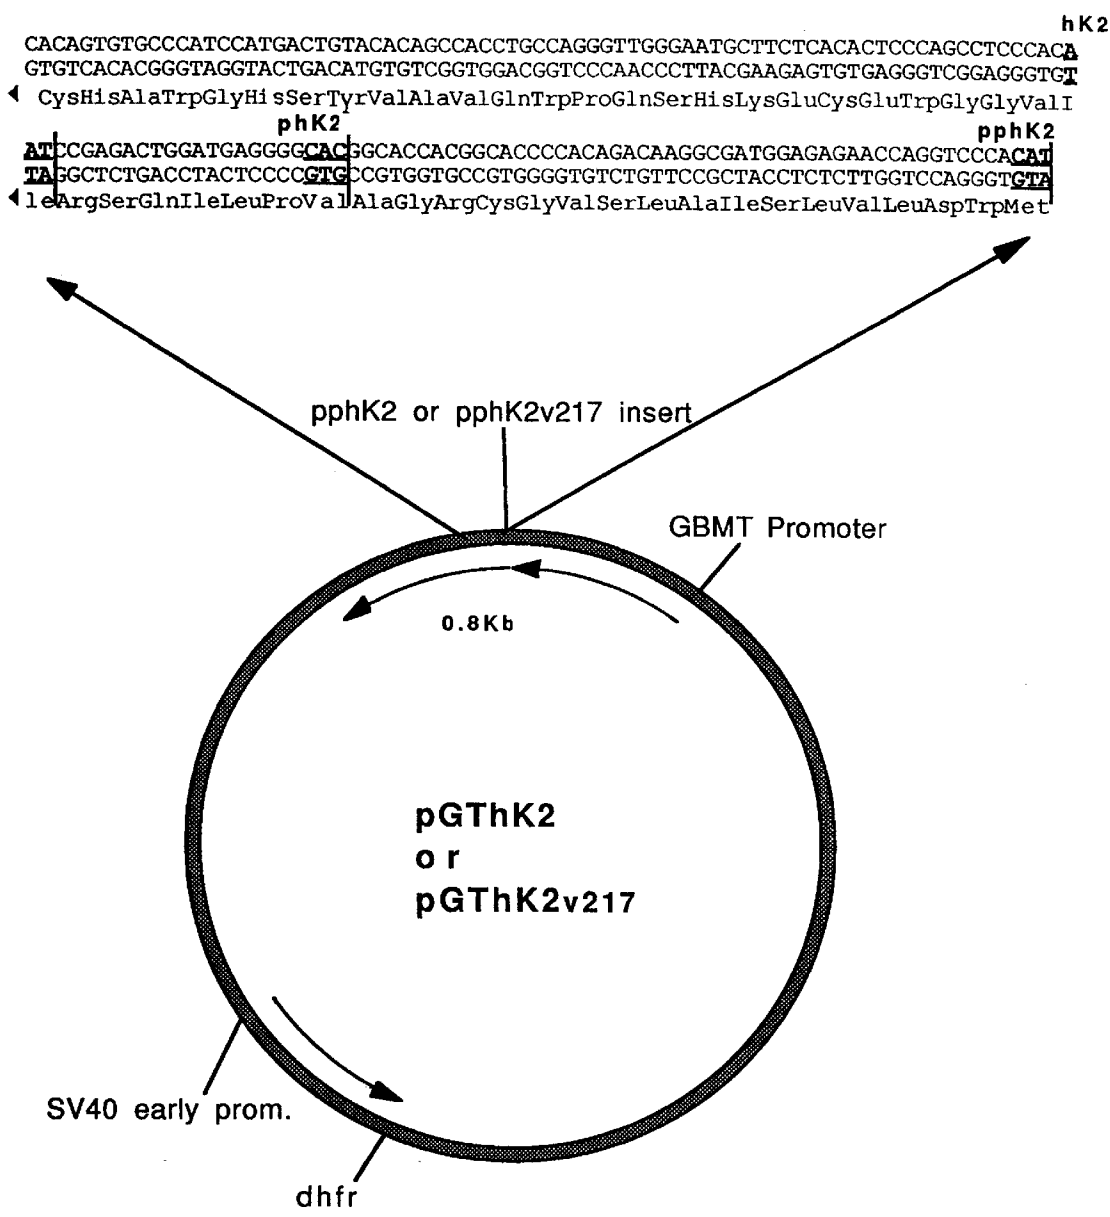 hK2
CACAGTGTGCCCATCCATGACTGTACACAGCCACCTGCCAGGGTTGGGAATGCTTCTCACACTCCCAGCCTCCCACA
GTGTCACACGGGTAGGTACTGACATGTGTCGGTGGACGGTCCCAACCCTTACGAAGAGTGTGAGGGTCGGAGGGTGT
CysHisAlaTrpGlyHisSerTyrValAlaValGlnTrpProGlnSerHisLysGluCysGluTrpGlyGlyValI
phK2 pphK2
ATCCGAGACTGGATGAGGGGCACGGCACCACGGCACCCCACAGACAAGGCGATGGAGAGAACCAGGTCCCACAT
TAGGCTCTGACCTACTCCCCGTGCCGTGGTGCCGTGGGGTGTCTGTTCCGCTACCTCTCTTGGTCCAGGGTGTA
leArgSerGlnIleLeuProValAlaGlyArgCysGlyValSerLeuAlaIleSerLeuValLeuAspTrpMet
pphK2 or pphK2v217 insert
GBMT Promoter
0.8Kb
pGThK2
or
pGThK2v217
SV40 early prom.
dhfr